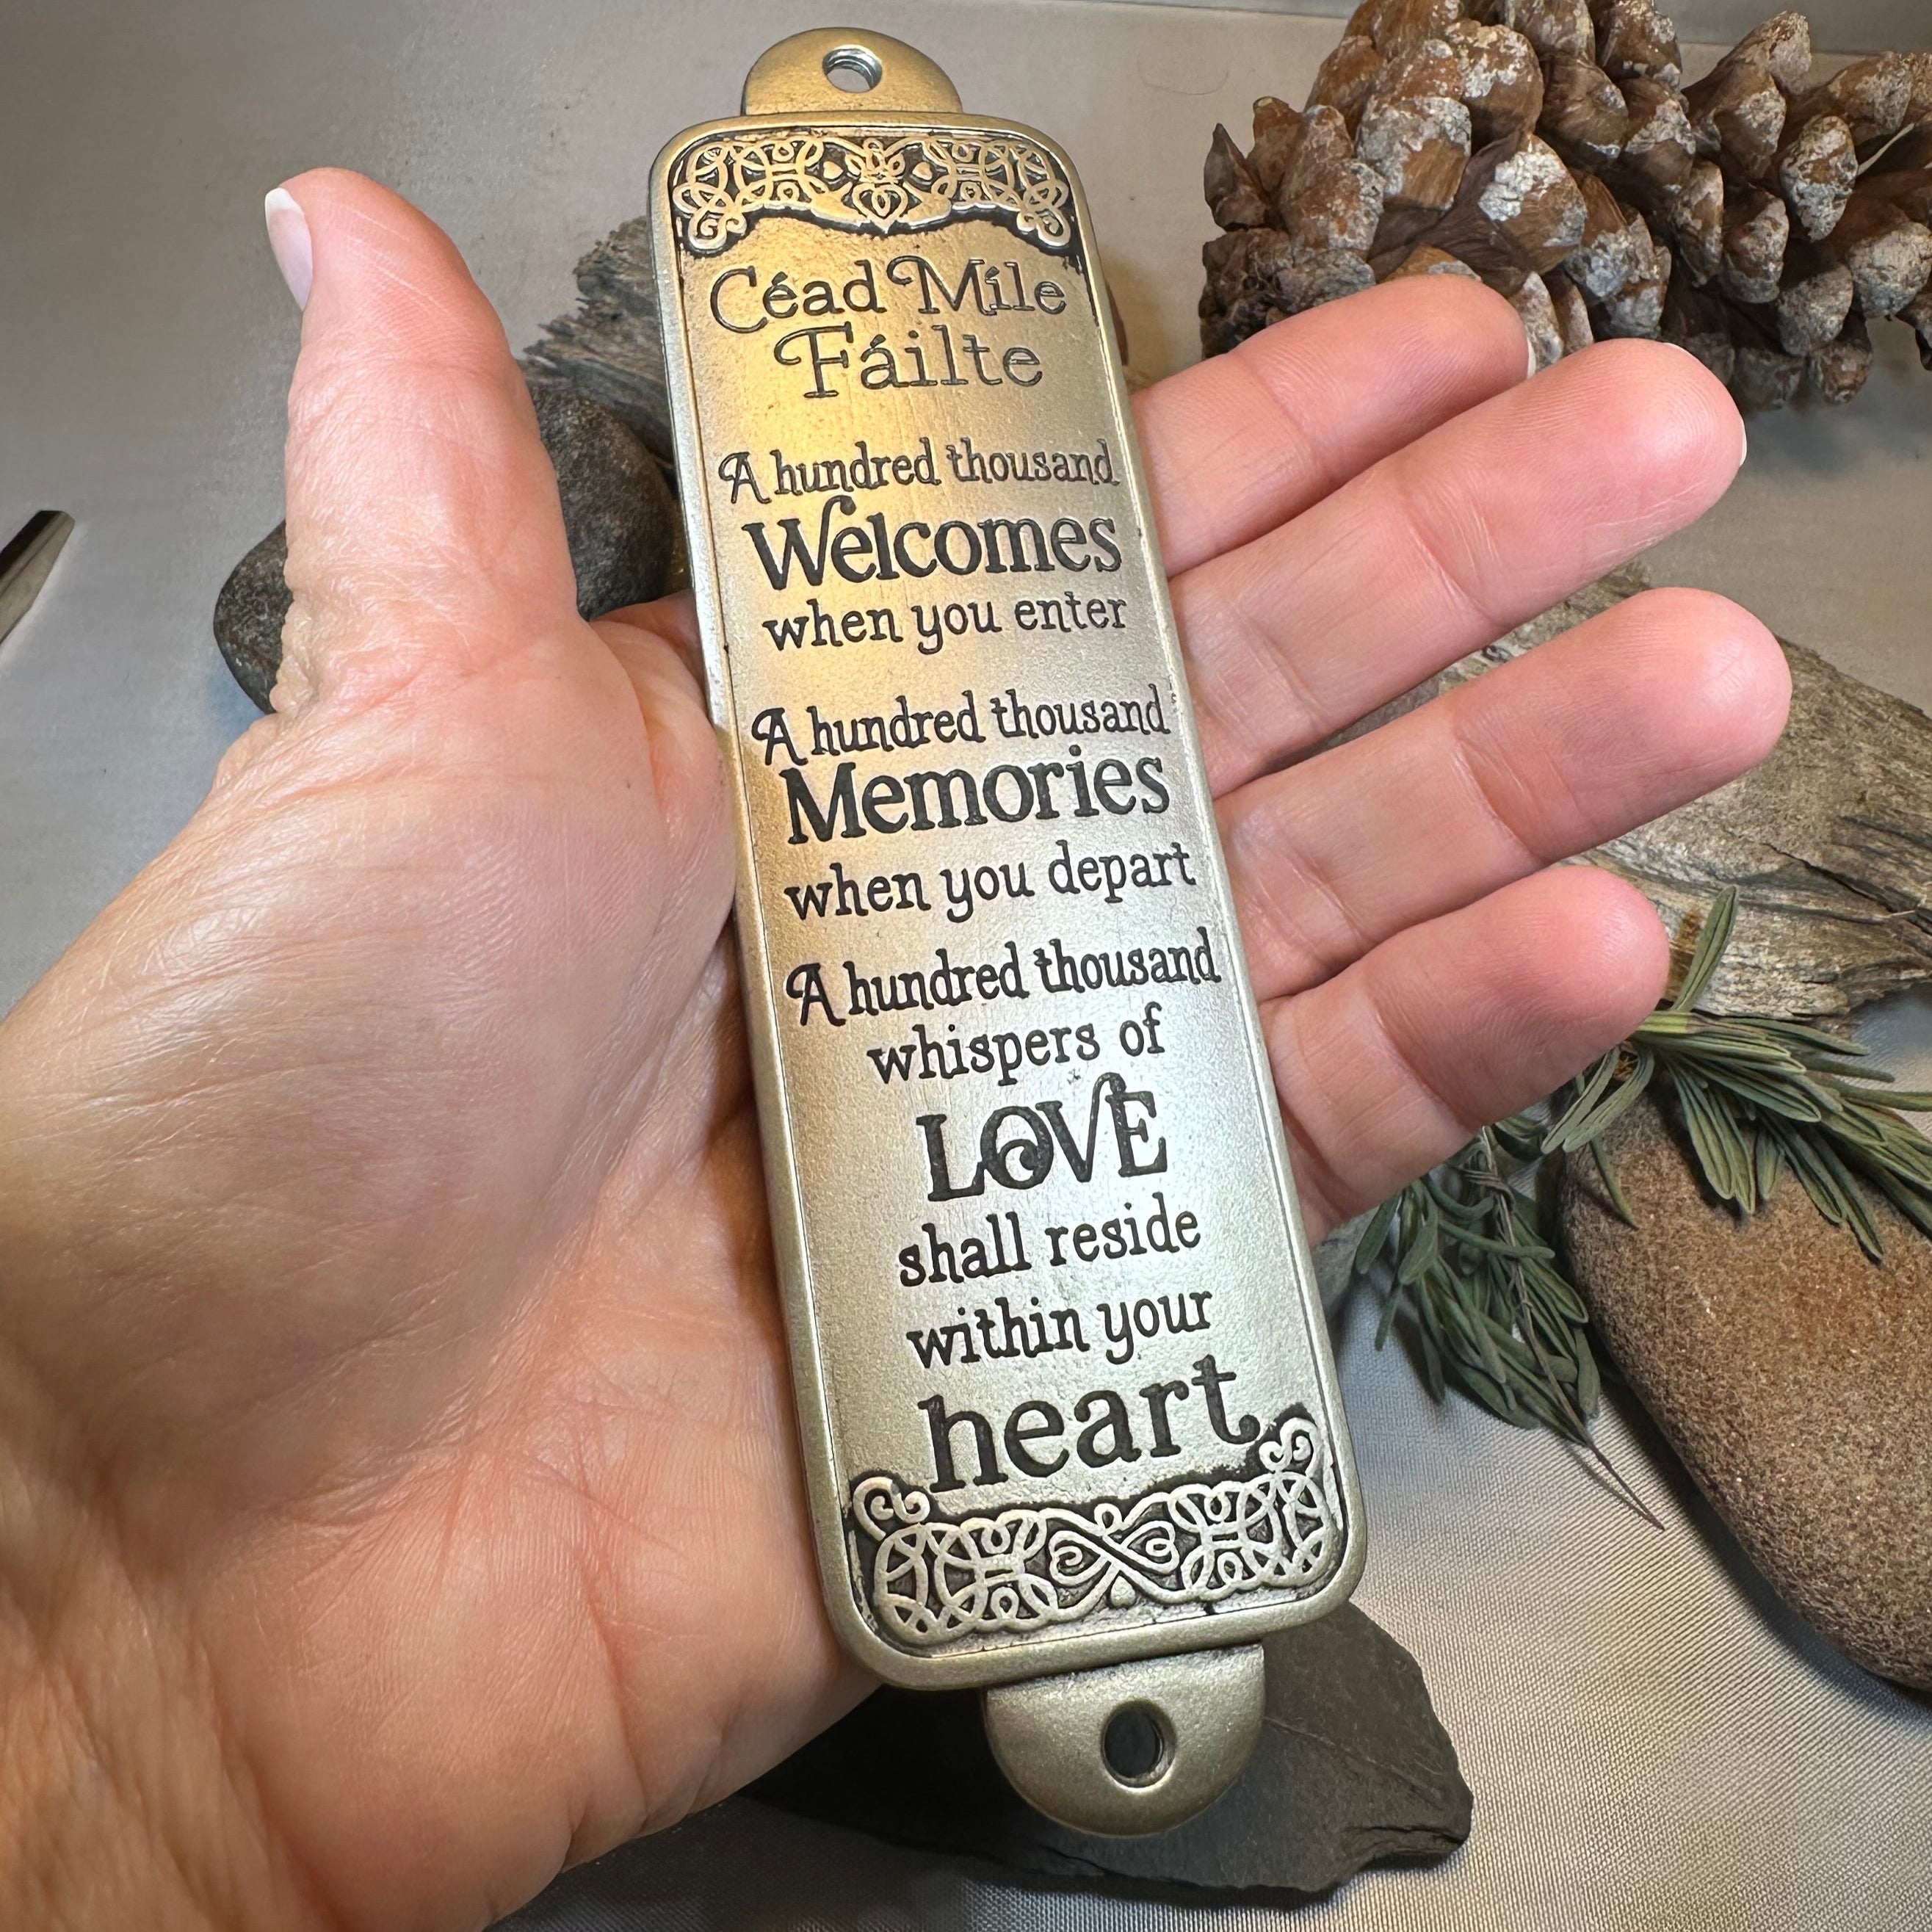 Céad Míle
Fáilte
A hundred thousand
Welcomes
when you enter
A hundred thousand
Memories
when you depart
A hundred thousand
whispers of
LOVE
shall reside
within your
heart.